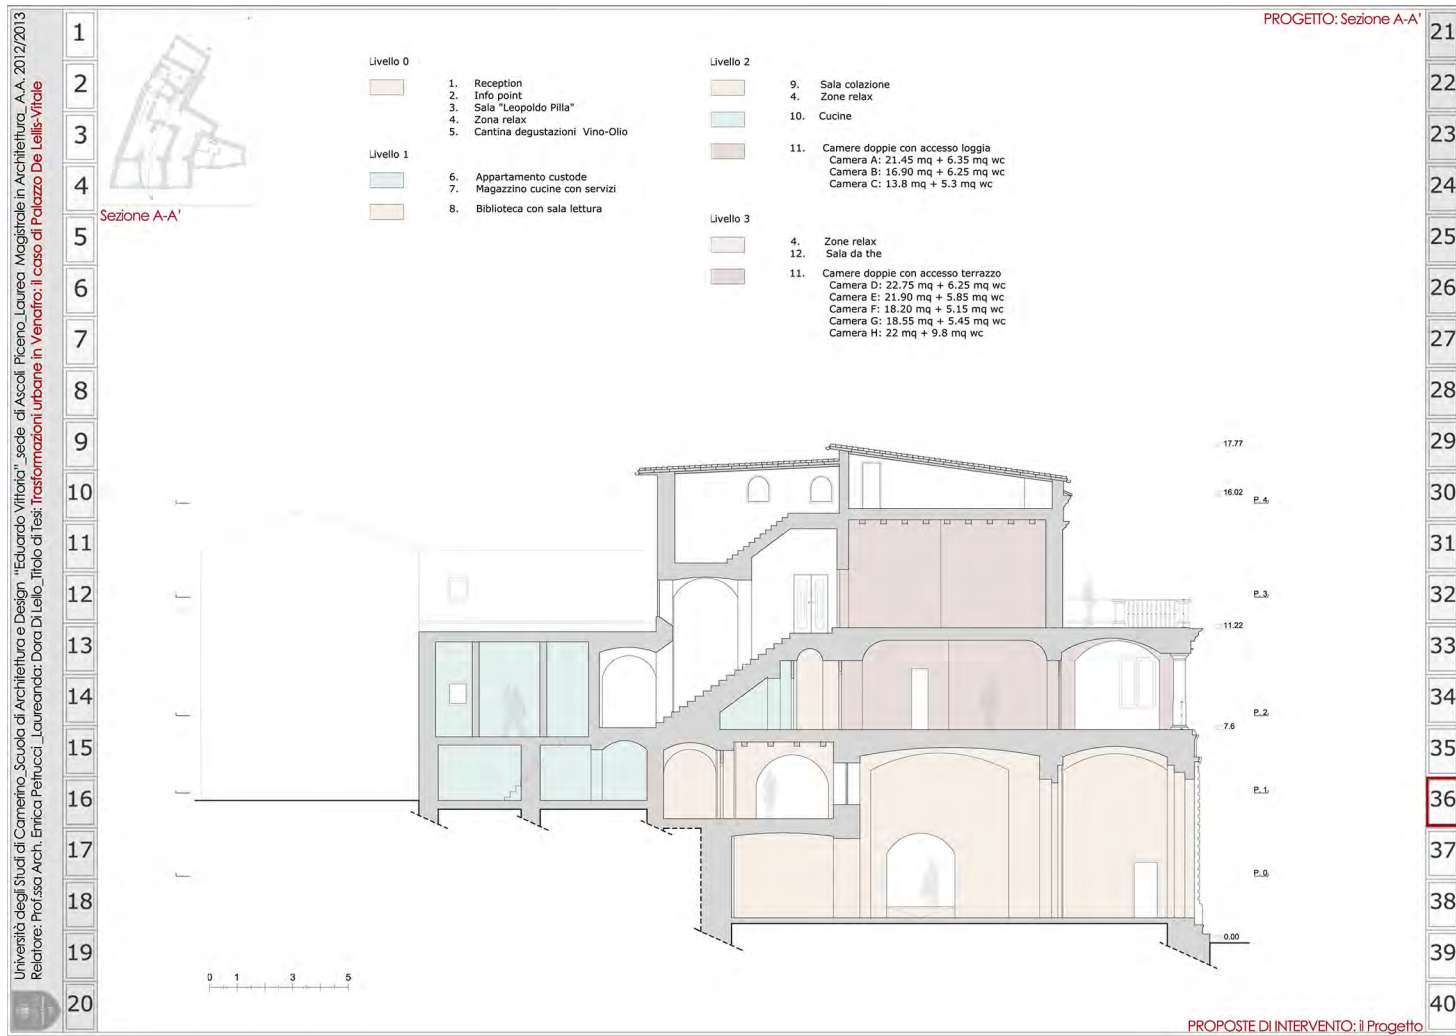 Università degli Studi di Camerino_Scuola di Architettura e Design "Eduardo Vittoria"_sede di Ascoli Piceno_Laurea Magistrale in Architettura_ A.A. 2012/2013
Relatore: Prof.ssa Arch. Enrica Petrucci _Laureanda: Dora Di Lello_Titolo di Tesi: Trasformazioni urbane in Venafro: il caso di Palazzo De Lellis-Vitale
1
2
3
4
5
6
7
8
9
10
11
12
13
14
15
16
17
18
19
20
Sezione A-A'
Livello 0
1. Reception
2. Info point
3. Sala "Leopoldo Pilla"
4. Zona relax
5. Cantina degustazioni Vino-Olio
Livello 1
6. Appartamento custode
7. Magazzino cucine con servizi
8. Biblioteca con sala lettura
Livello 2
9. Sala colazione
4. Zone relax
10. Cucine
11. Camere doppie con accesso loggia
Camera A: 21.45 mq + 6.35 mq wc
Camera B: 16.90 mq + 6.25 mq wc
Camera C: 13.8 mq + 5.3 mq wc
Livello 3
4. Zone relax
12. Sala da the
11. Camere doppie con accesso terrazzo
Camera D: 22.75 mq + 6.25 mq wc
Camera E: 21.90 mq + 5.85 mq wc
Camera F: 18.20 mq + 5.15 mq wc
Camera G: 18.55 mq + 5.45 mq wc
Camera H: 22 mq + 9.8 mq wc
PROGETTO: Sezione A-A'
17.77
16.02
P. 4.
P. 3.
11.22
P. 2.
7.6
P. 1.
P. 0.
0.00
0 1 3 5
PROPOSTE DI INTERVENTO: il Progetto
21
22
23
24
25
26
27
28
29
30
31
32
33
34
35
36
37
38
39
40